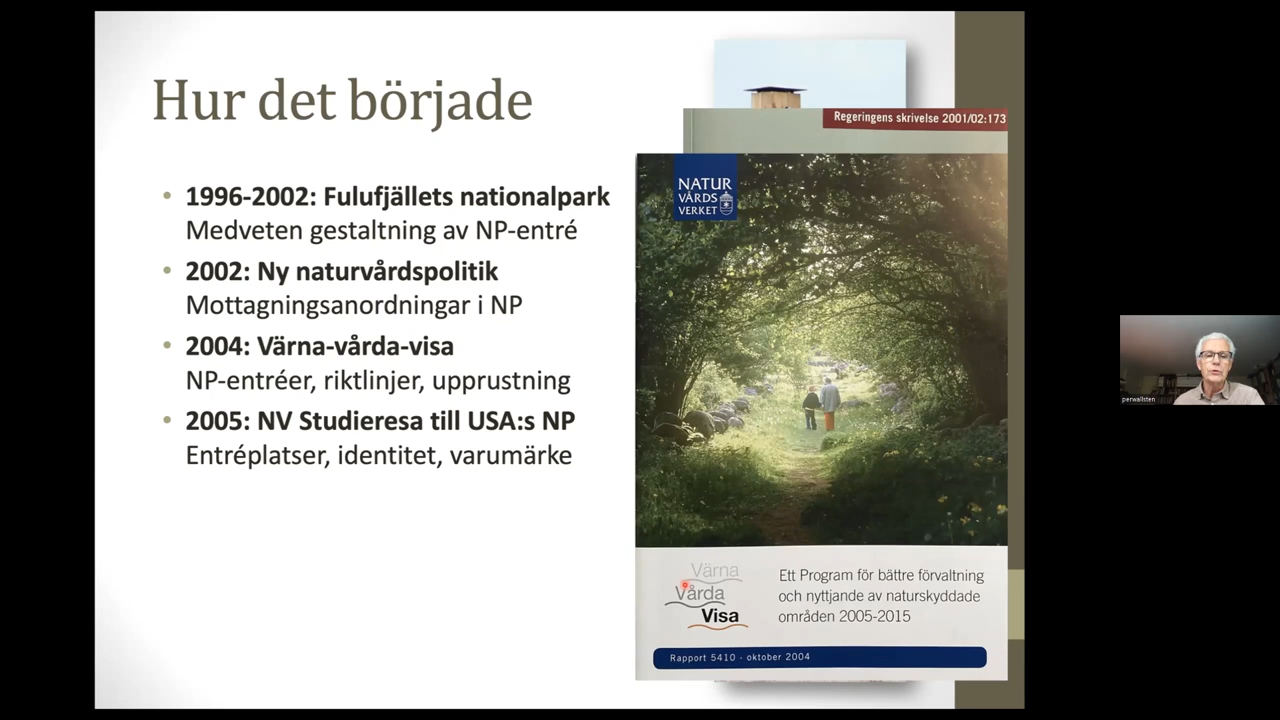 Hur det började
• 1996-2002: Fulufjällets nationalpark
Medveten gestaltning av NP-entré
• 2002: Ny naturvårdspolitik
Mottagningsanordningar i NP
• 2004: Värna-vårda-visa
NP-entréer, riktlinjer, upprustning
• 2005: NV Studieresa till USA:s NP
Entréplatser, identitet, varumärke
Regeringens skrivelse 2001/02:173
NATUR
VÅRDS
VERKET
Värna
Vårda
Visa
Ett Program för bättre förvaltning
och nyttjande av naturskyddade
områden 2005-2015
Rapport 5410 · oktober 2004
perwallsten